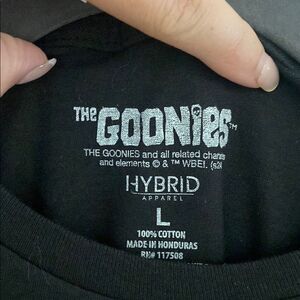 THE GOONIES™
THE GOONIES and all related
and elements © & ™ WBEI.
HYBRID
APPAREL
L
100% COTTON
MADE IN HONDURAS
RN# 117508